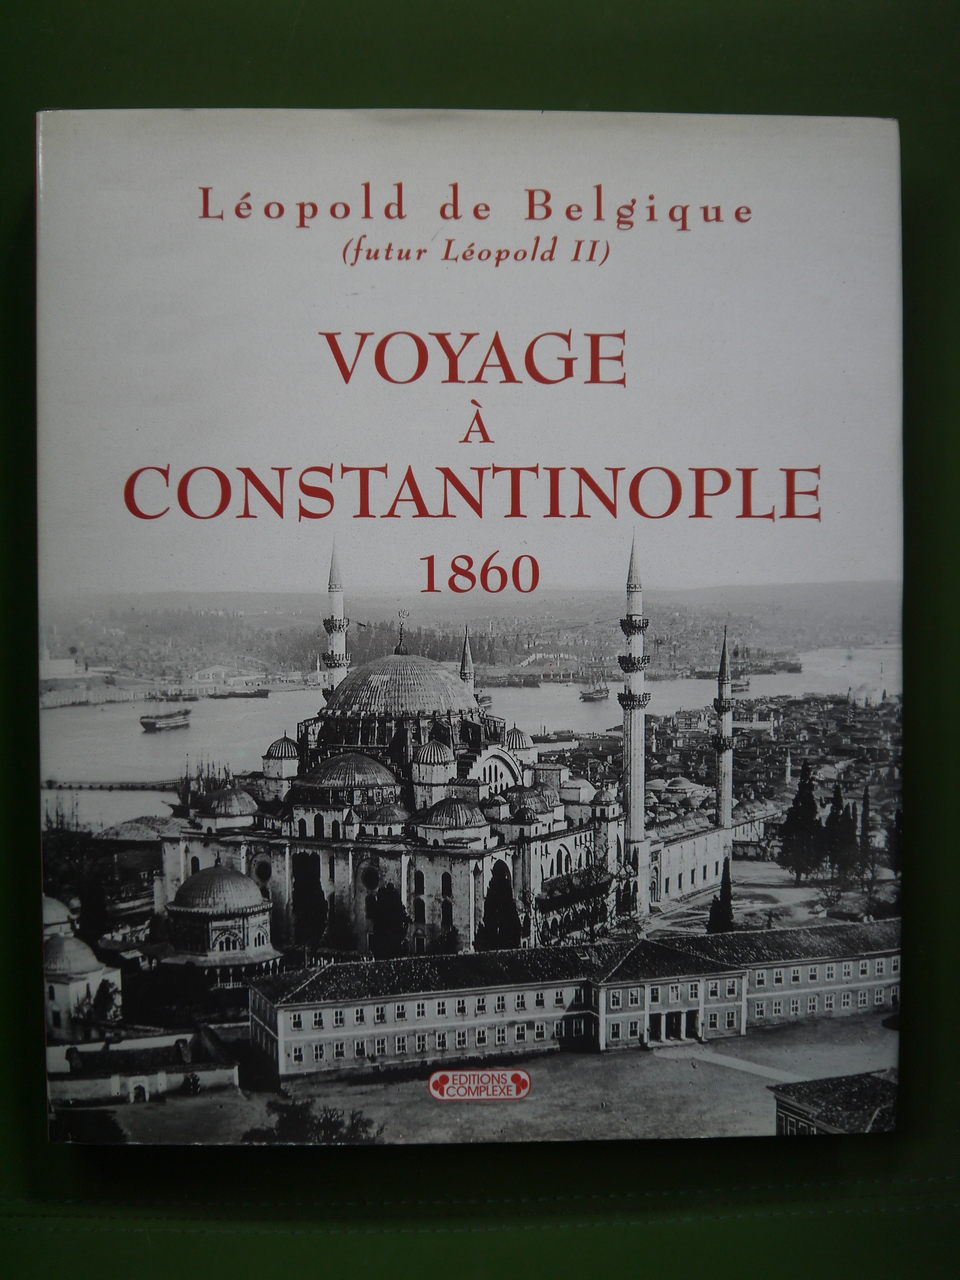 Léopold de Belgique
(futur Léopold II)
VOYAGE
À
CONSTANTINOPLE
1860
EDITIONS
COMPLEXE